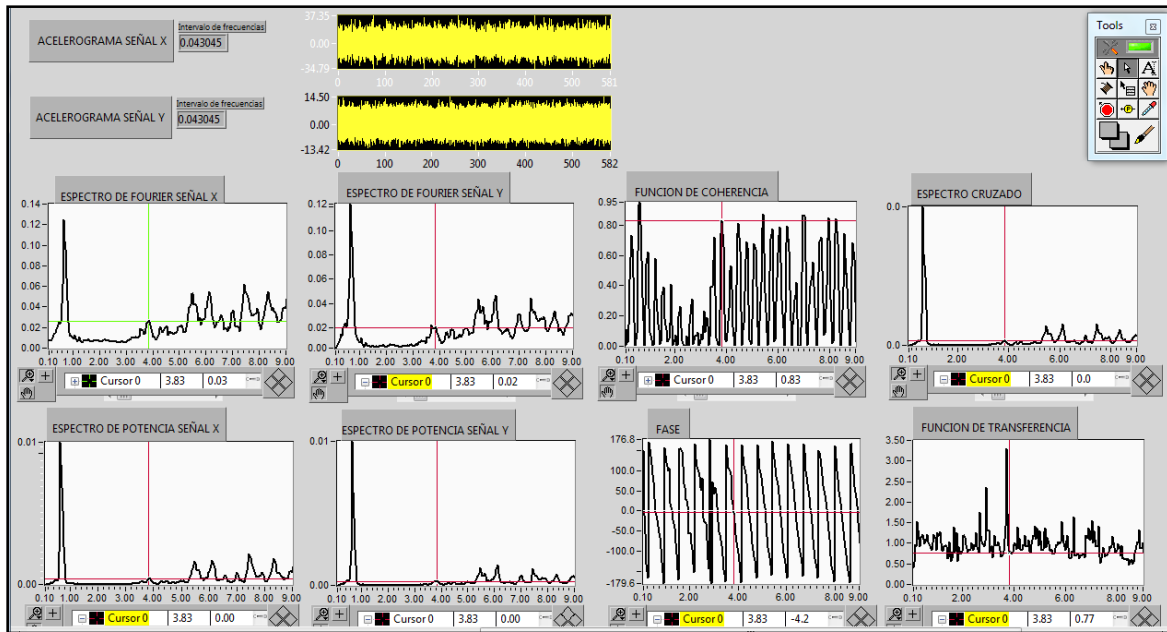 ACELEROGRAMA SEÑAL X
Intervalo de frecuencias
0.043045
37.35
0.00
-34.79
0 100 200 300 400 500 581
Tools
ACELEROGRAMA SEÑAL Y
Intervalo de frecuencias
0.043045
14.50
0.00
-13.42
0 100 200 300 400 500 582
ESPECTRO DE FOURIER SEÑAL X
0.14
0.12
0.10
0.08
0.06
0.04
0.02
0.00
0.10 1.00 2.00 3.00 4.00 5.00 6.00 7.00 8.00 9.00
Cursor 0 3.83 0.03
ESPECTRO DE FOURIER SEÑAL Y
0.12
0.10
0.08
0.06
0.04
0.02
0.00
0.10 1.00 2.00 3.00 4.00 5.00 6.00 7.00 8.00 9.00
Cursor 0 3.83 0.02
FUNCION DE COHERENCIA
0.95
0.80
0.60
0.40
0.20
0.00
0.10 2.00 4.00 6.00 8.00 9.00
Cursor 0 3.83 0.83
ESPECTRO CRUZADO
0.0
0.0
0.10 2.00 4.00 6.00 8.00 9.00
Cursor 0 3.83 0.0
ESPECTRO DE POTENCIA SEÑAL X
0.01
0.00
0.10 1.00 2.00 3.00 4.00 5.00 6.00 7.00 8.00 9.00
Cursor 0 3.83 0.00
ESPECTRO DE POTENCIA SEÑAL Y
0.01
0.00
0.10 1.00 2.00 3.00 4.00 5.00 6.00 7.00 8.00 9.00
Cursor 0 3.83 0.00
FASE
176.8
100.0
50.0
0.0
-50.0
-100.0
-179.6
0.10 2.00 4.00 6.00 8.00 9.00
Cursor 0 3.83 -4.2
FUNCION DE TRANSFERENCIA
3.50
3.00
2.50
2.00
1.50
1.00
0.50
0.00
0.10 2.00 4.00 6.00 8.00 9.00
Cursor 0 3.83 0.77